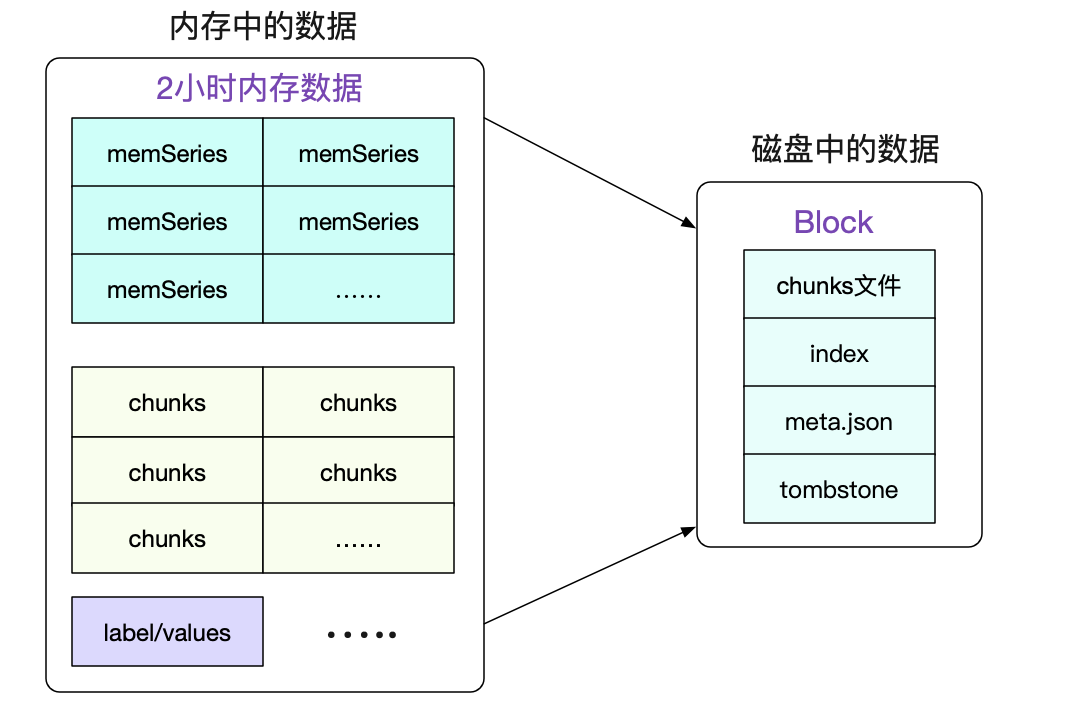 内存中的数据
2小时内存数据
memSeries memSeries
memSeries memSeries
memSeries ......
chunks chunks
chunks chunks
chunks ......
label/values •••••
磁盘中的数据
Block
chunks文件
index
meta.json
tombstone